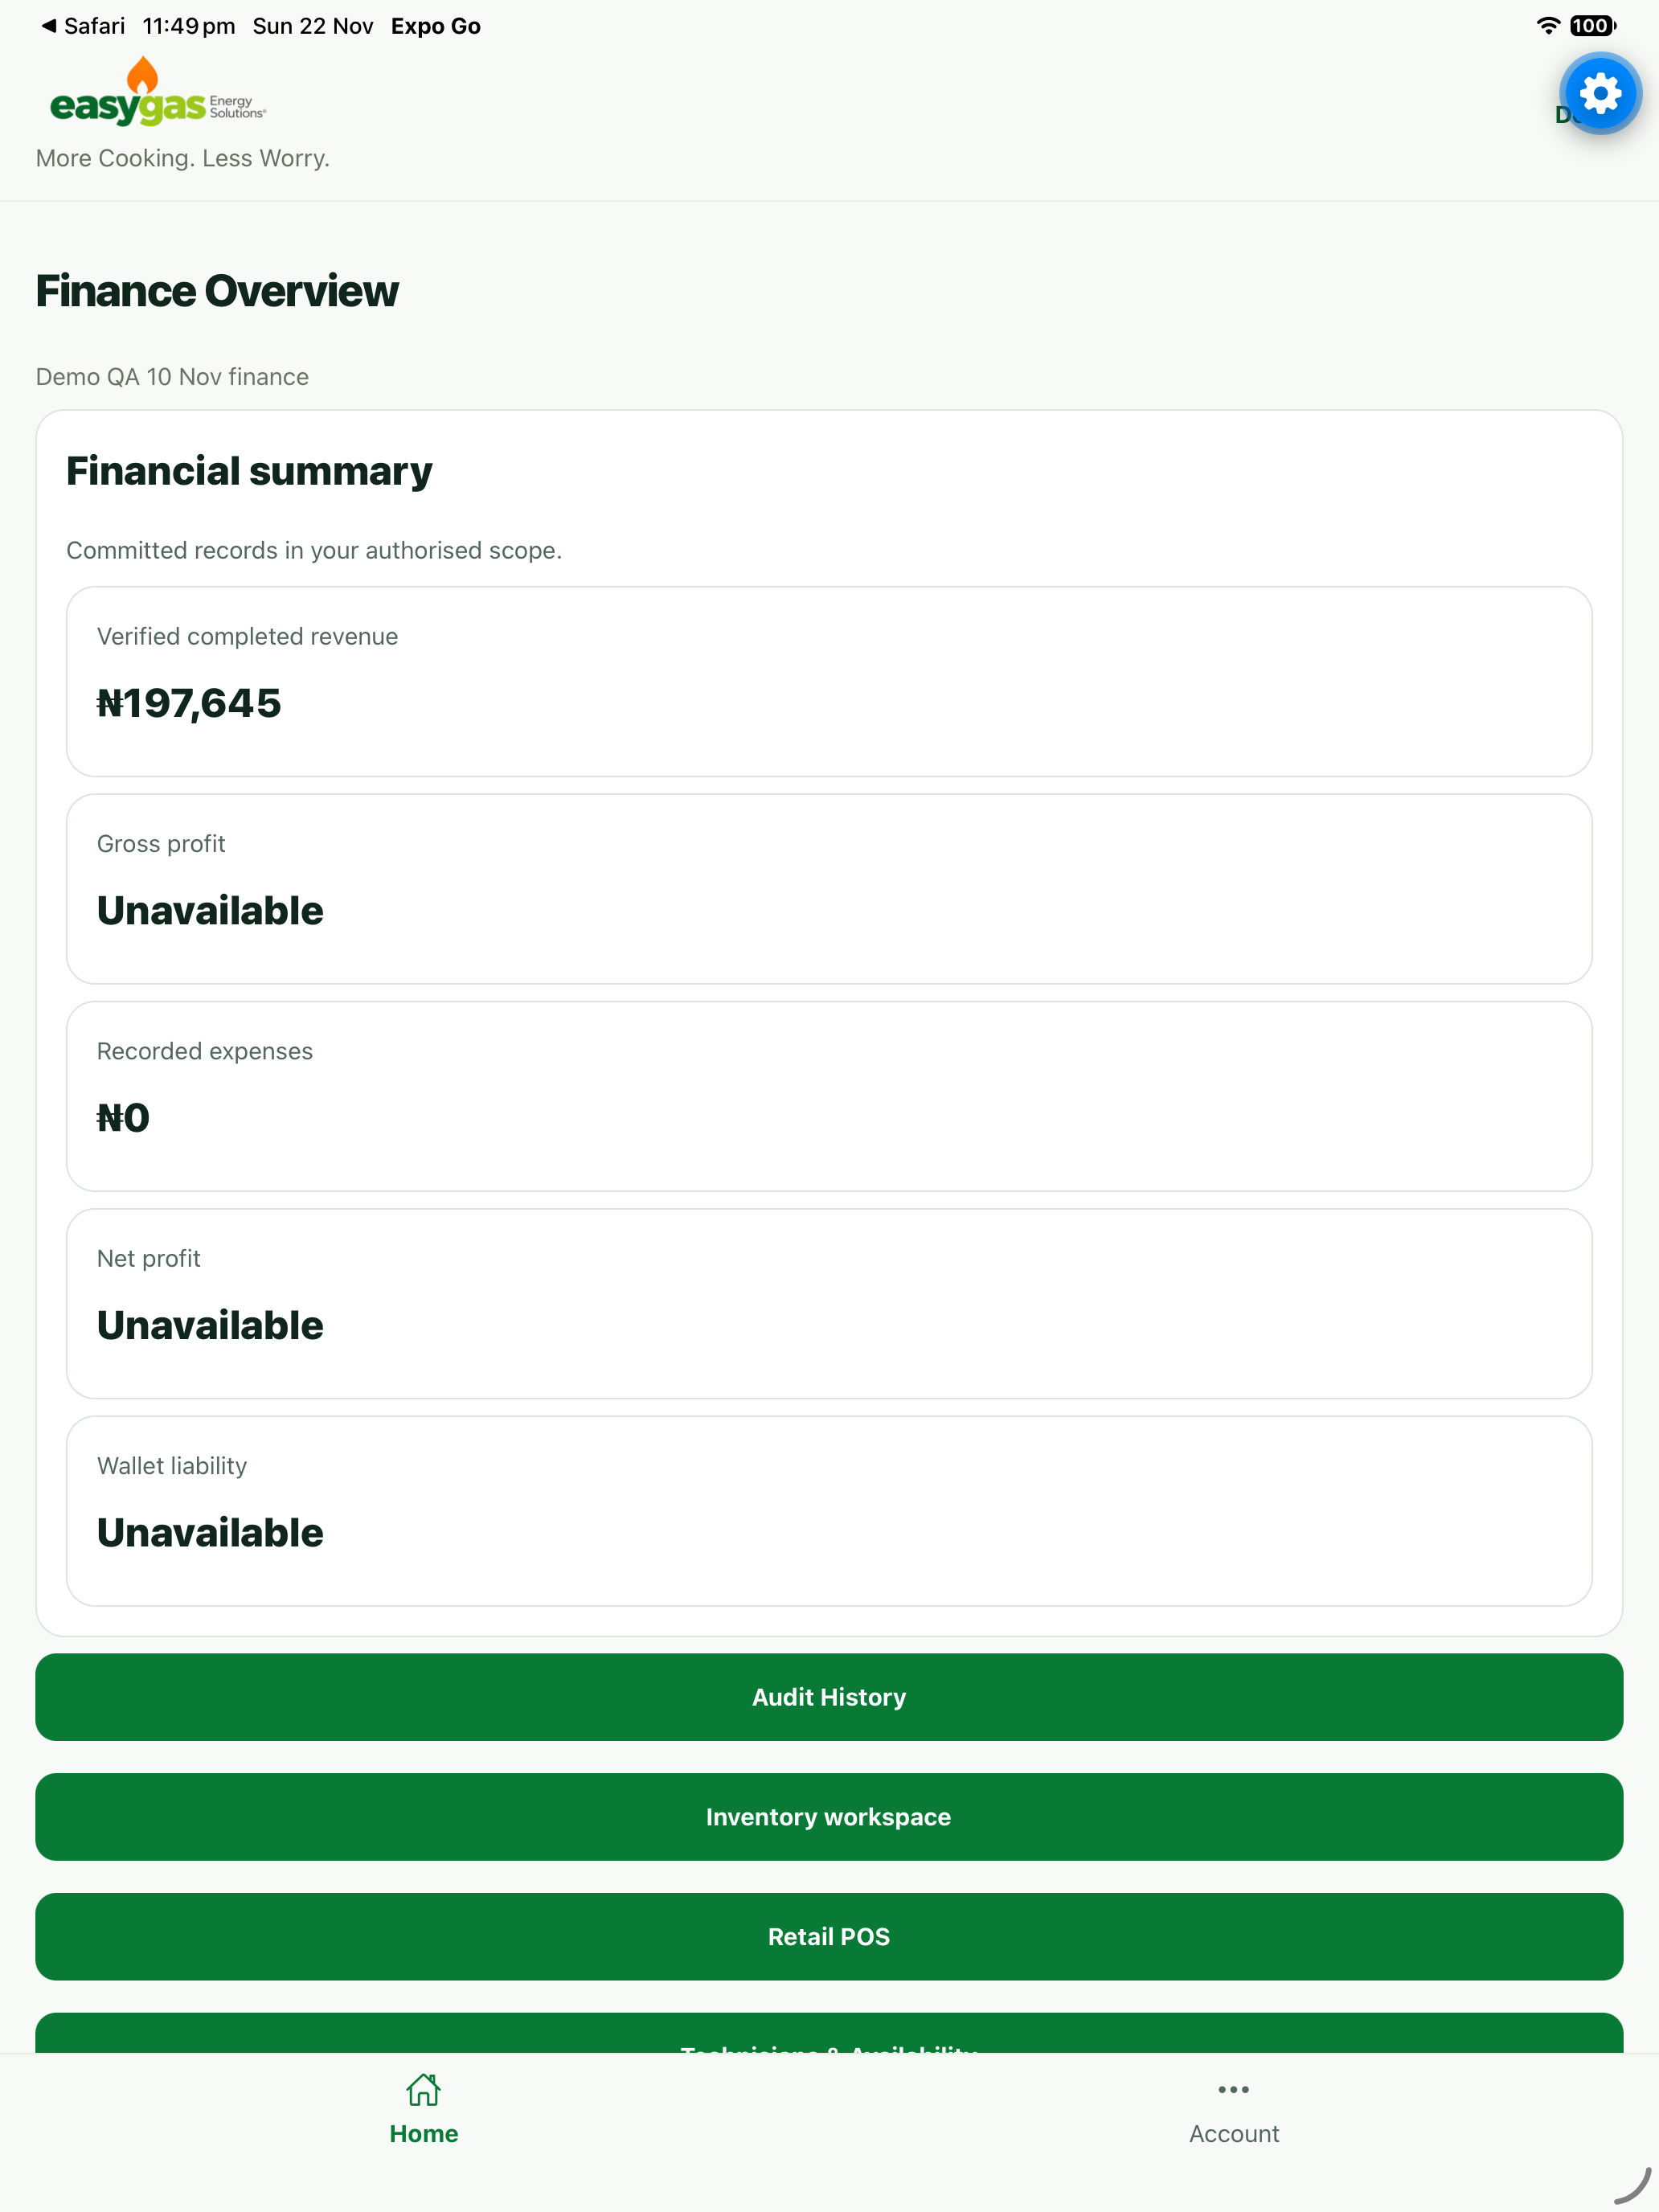 Safari 11:49 pm Sun 22 Nov Expo Go
100
easygas Energy Solutions
More Cooking. Less Worry.
Finance Overview
Demo QA 10 Nov finance
Financial summary
Committed records in your authorised scope.
Verified completed revenue
₦197,645
Gross profit
Unavailable
Recorded expenses
₦0
Net profit
Unavailable
Wallet liability
Unavailable
Audit History
Inventory workspace
Retail POS
Technicians & Availability
Home
Account